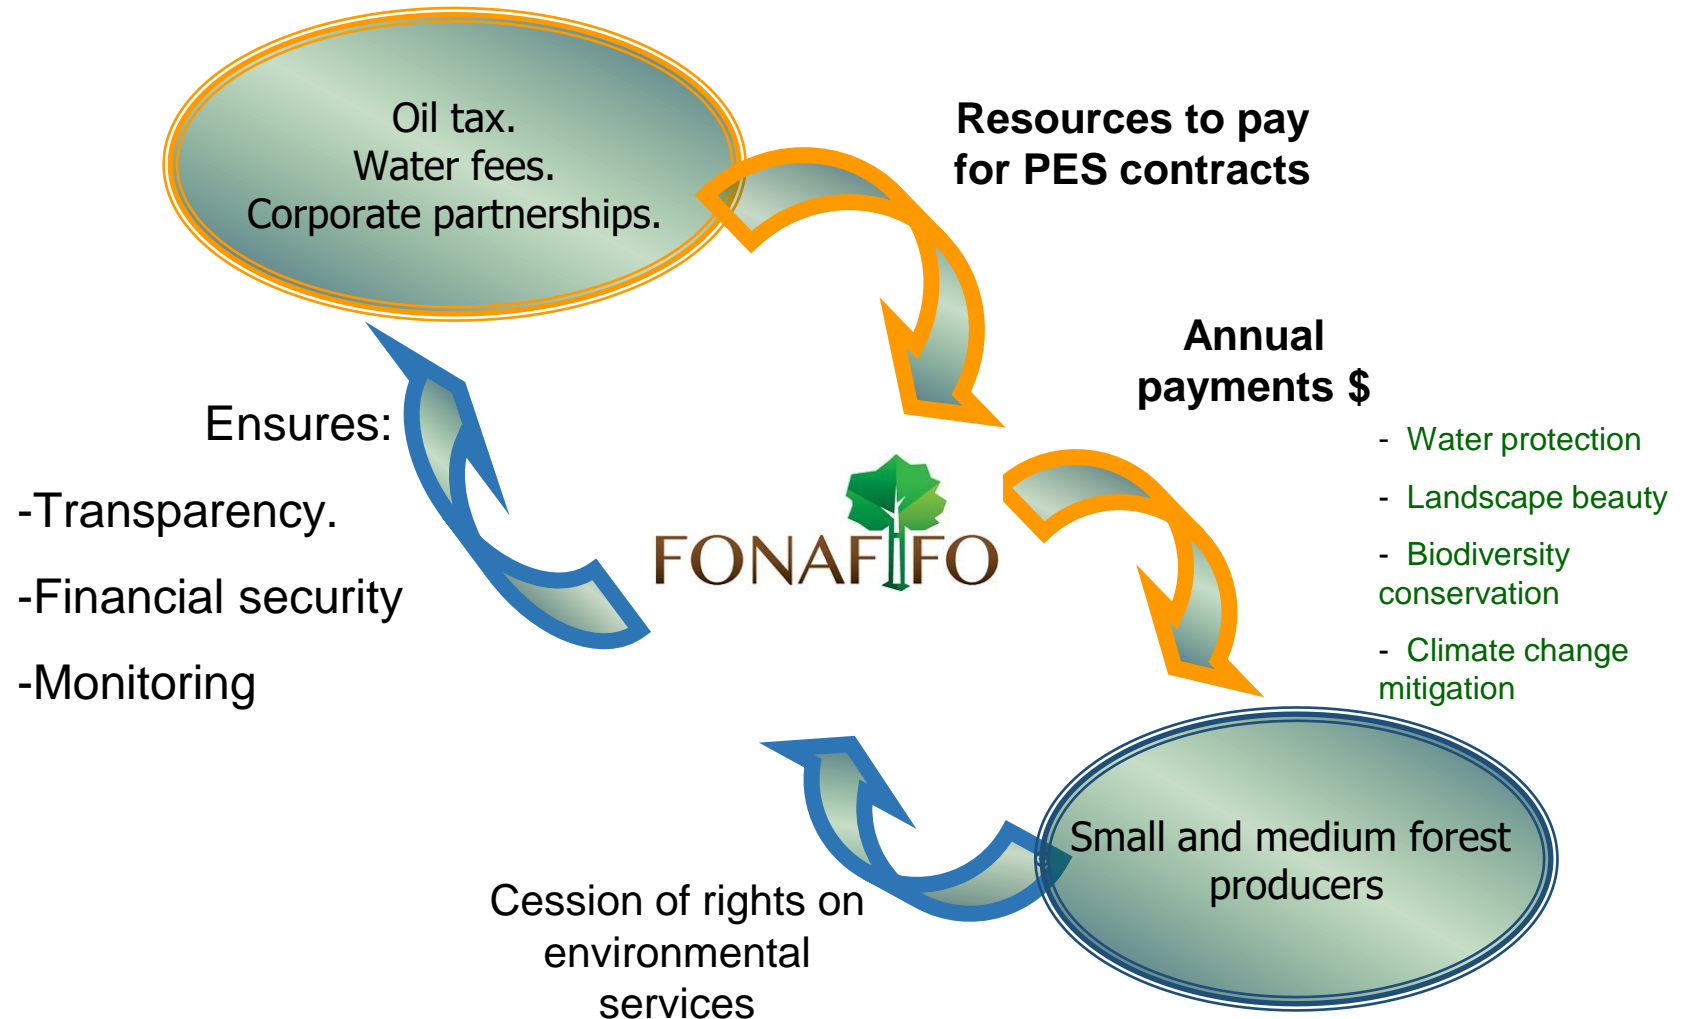 Oil tax.
Water fees.
Corporate partnerships.
Resources to pay
for PES contracts
Annual
payments $
- Water protection
- Landscape beauty
- Biodiversity
conservation
- Climate change
mitigation
Ensures:
-Transparency.
-Financial security
-Monitoring
FONAFIFO
Small and medium forest
producers
Cession of rights on
environmental
services